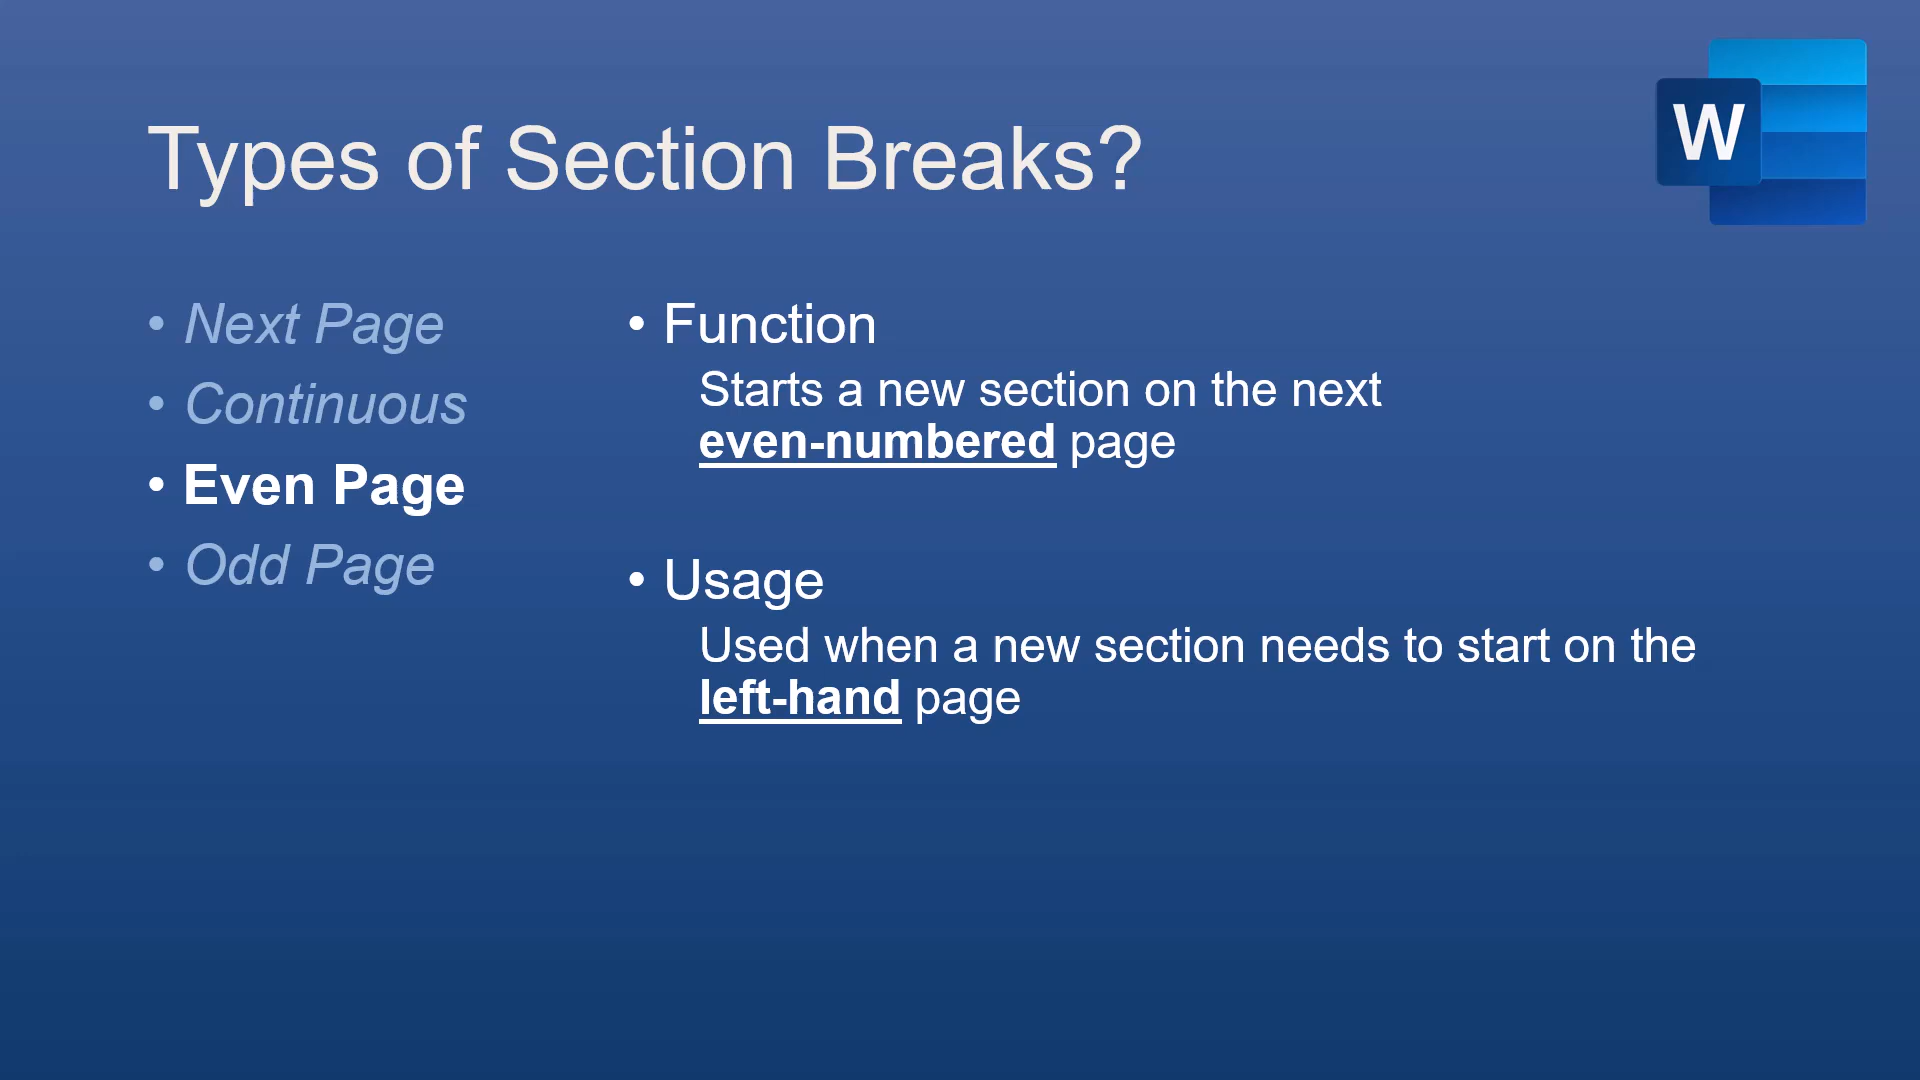 Types of Section Breaks?
W
• Next Page
• Continuous
• Even Page
• Odd Page
• Function
Starts a new section on the next
even-numbered page
• Usage
Used when a new section needs to start on the
left-hand page